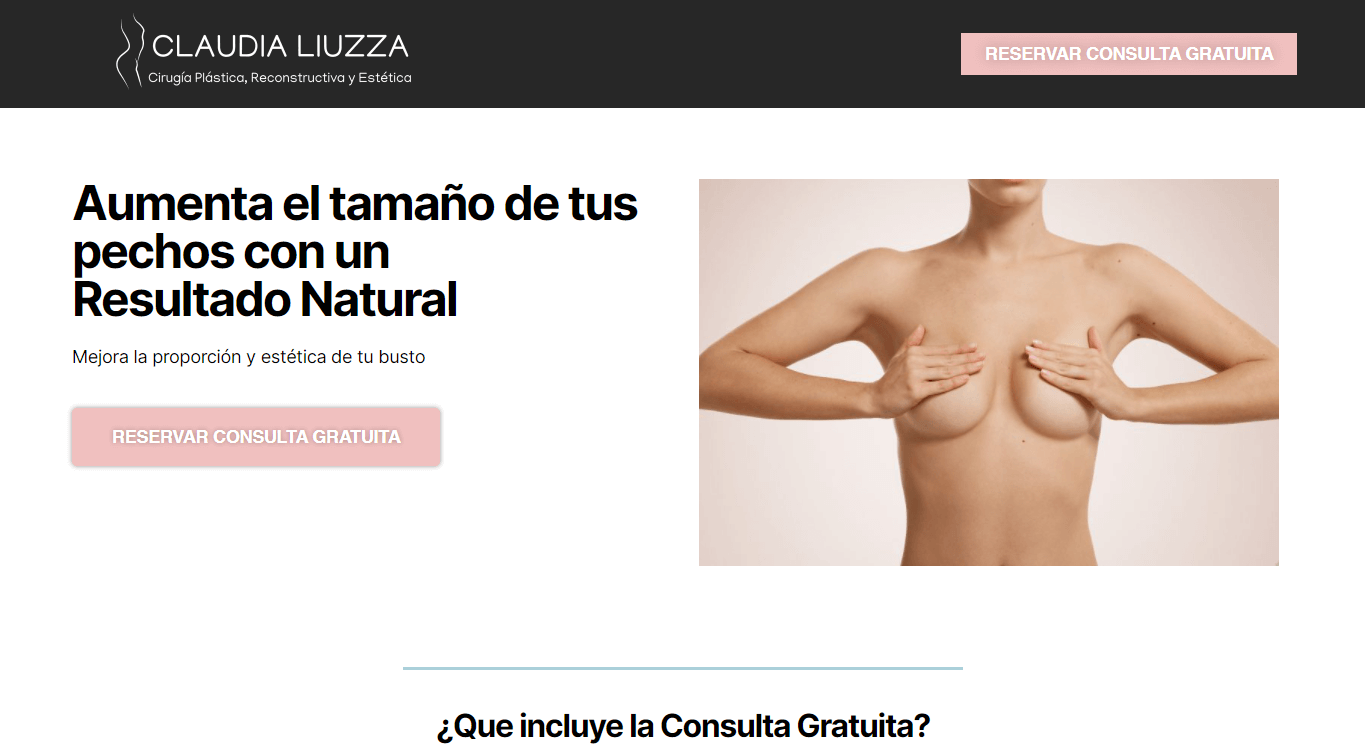 CLAUDIA LIUZZA
Cirugía Plástica, Reconstructiva y Estética
RESERVAR CONSULTA GRATUITA
Aumenta el tamaño de tus
pechos con un
Resultado Natural
Mejora la proporción y estética de tu busto
RESERVAR CONSULTA GRATUITA
¿Que incluye la Consulta Gratuita?